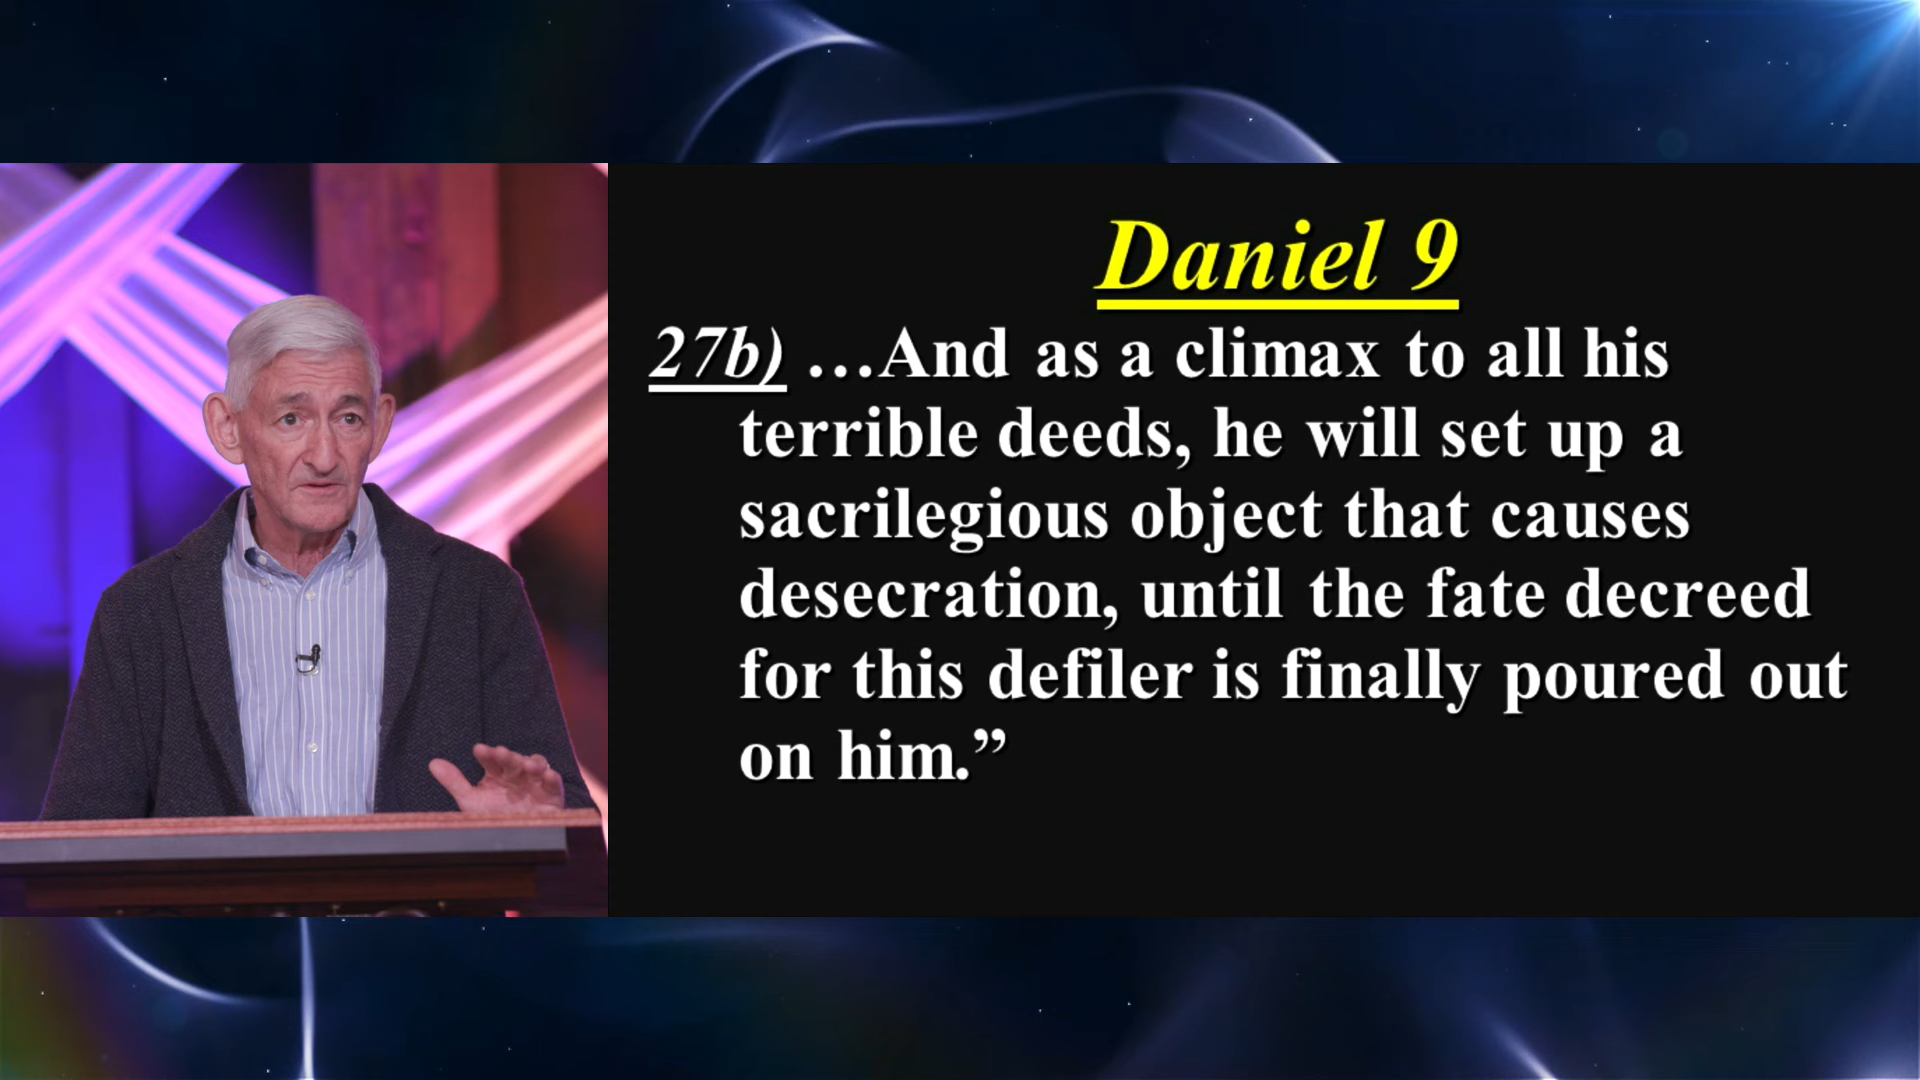 Daniel 9
27b) …And as a climax to all his
terrible deeds, he will set up a
sacrilegious object that causes
desecration, until the fate decreed
for this defiler is finally poured out
on him.”